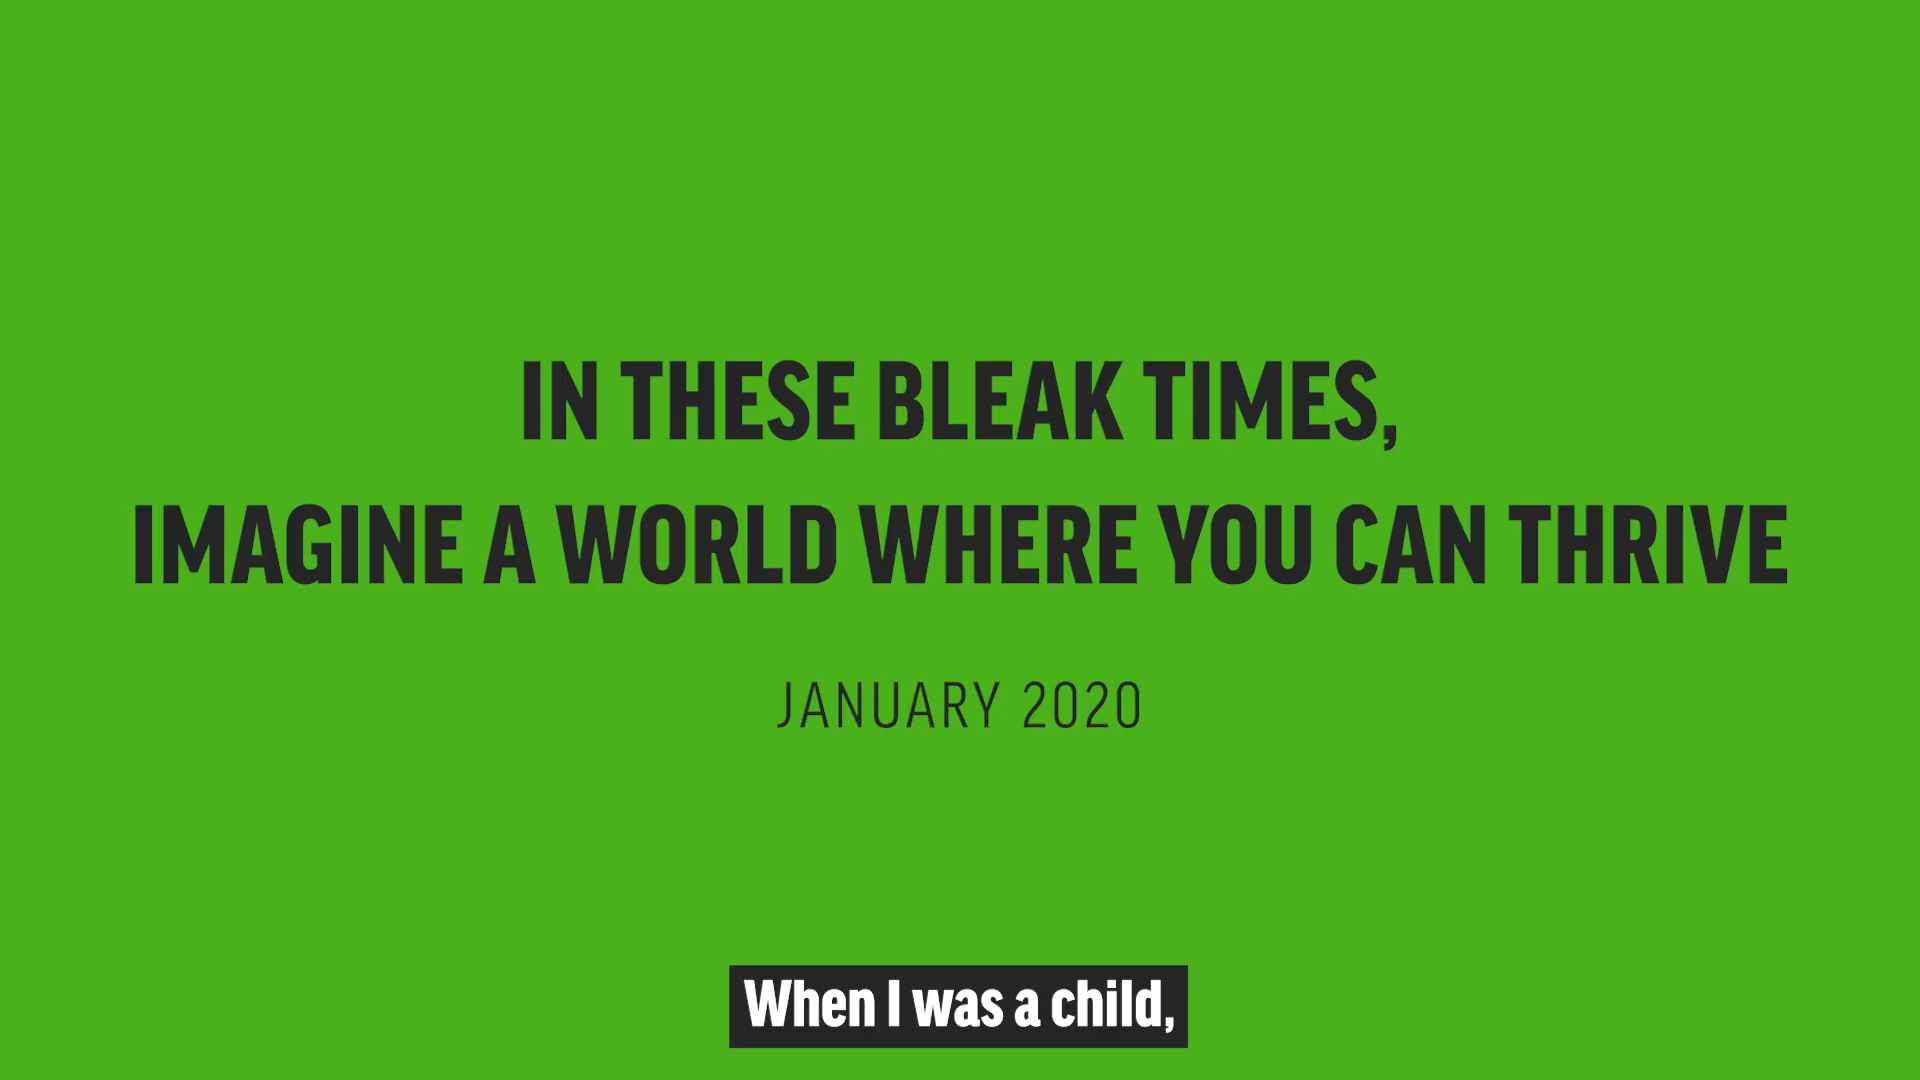 IN THESE BLEAK TIMES,
IMAGINE A WORLD WHERE YOU CAN THRIVE
JANUARY 2020
When I was a child,